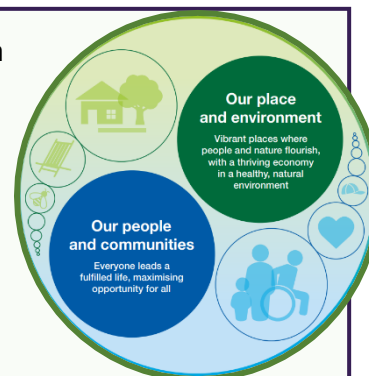 Our place
and environment
Vibrant places where
people and nature flourish,
with a thriving economy
in a healthy, natural
environment
Our people
and communities
Everyone leads a
fulfilled life, maximising
opportunity for all